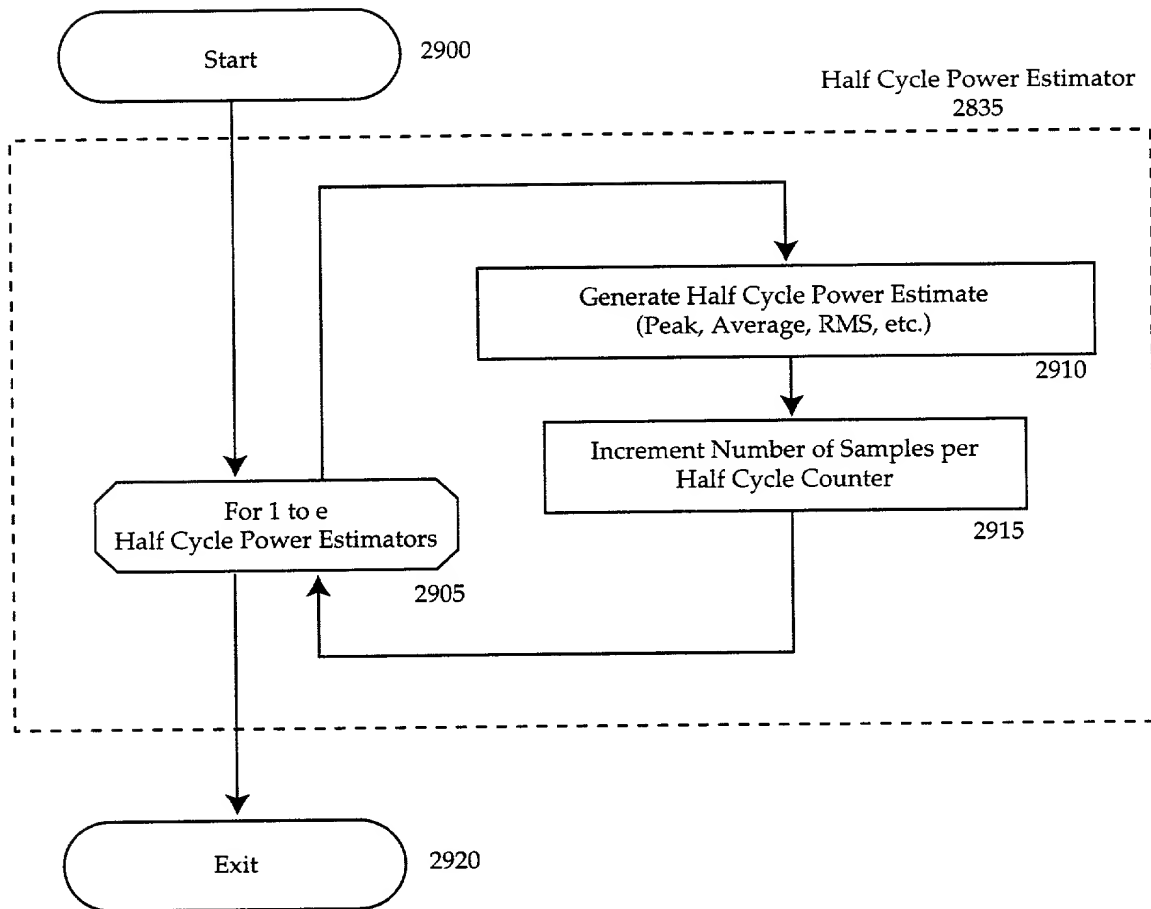 Start
2900
Half Cycle Power Estimator
2835
Generate Half Cycle Power Estimate
(Peak, Average, RMS, etc.)
2910
Increment Number of Samples per
Half Cycle Counter
2915
For 1 to e
Half Cycle Power Estimators
2905
Exit
2920